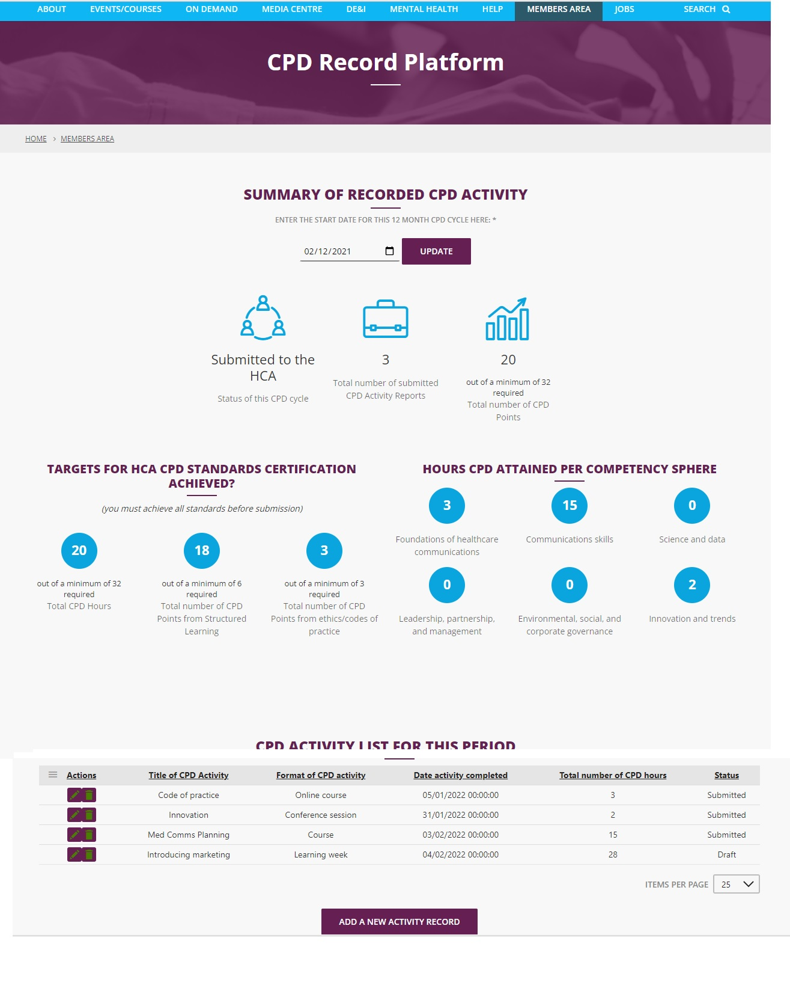 ABOUT EVENTS/COURSES ON DEMAND MEDIA CENTRE DE&I MENTAL HEALTH HELP MEMBERS AREA JOBS SEARCH
CPD Record Platform
HOME > MEMBERS AREA
SUMMARY OF RECORDED CPD ACTIVITY
ENTER THE START DATE FOR THIS 12 MONTH CPD CYCLE HERE: *
02/12/2021 UPDATE
Submitted to the
HCA
Status of this CPD cycle
3
Total number of submitted
CPD Activity Reports
20
out of a minimum of 32
required
Total number of CPD
Points
TARGETS FOR HCA CPD STANDARDS CERTIFICATION
ACHIEVED?
(you must achieve all standards before submission)
20
out of a minimum of 32
required
Total CPD Hours
18
out of a minimum of 6
required
Total number of CPD
Points from Structured
Learning
3
out of a minimum of 3
required
Total number of CPD
Points from ethics/codes of
practice
HOURS CPD ATTAINED PER COMPETENCY SPHERE
3
Foundations of healthcare
communications
15
Communications skills
0
Science and data
0
Leadership, partnership,
and management
0
Environmental, social, and
corporate governance
2
Innovation and trends
CPD ACTIVITY LIST FOR THIS PERIOD
Actions Title of CPD Activity Format of CPD activity Date activity completed Total number of CPD hours Status
Code of practice Online course 05/01/2022 00:00:00 3 Submitted
Innovation Conference session 31/01/2022 00:00:00 2 Submitted
Med Comms Planning Course 03/02/2022 00:00:00 15 Submitted
Introducing marketing Learning week 04/02/2022 00:00:00 28 Draft
ITEMS PER PAGE 25
ADD A NEW ACTIVITY RECORD